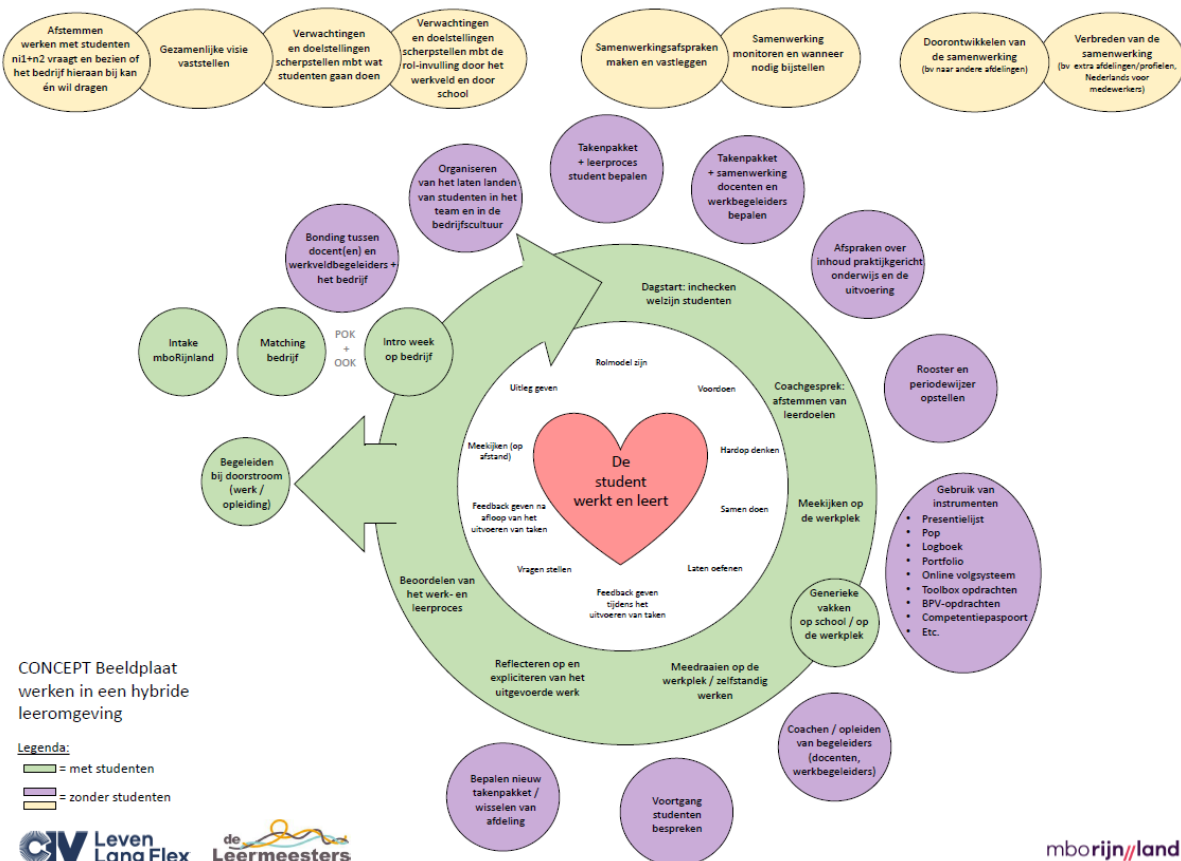 Afstemmen
werken met studenten
ni1+n2 vraagt en bezien of
het bedrijf hieraan bij kan
én wil dragen
Gezamenlijke visie
vaststellen
Verwachtingen
en doelstellingen
scherpstellen mbt wat
studenten gaan doen
Verwachtingen
en doelstellingen
scherpstellen mbt de
rol-invulling door het
werkveld en door
school
Samenwerkingsafspraken
maken en vastleggen
Samenwerking
monitoren en wanneer
nodig bijstellen
Doorontwikkelen van
de samenwerking
(bv naar andere afdelingen)
Verbreden van de
samenwerking
(bv extra afdelingen/profielen,
Nederlands voor
medewerkers)
Takenpakket
+ leerproces
student bepalen
Takenpakket
+ samenwerking
docenten en
werkbegeleiders
bepalen
Organiseren
van het laten landen
van studenten in het
team en in de
bedrijfscultuur
Bonding tussen
docent(en) en
werkveldbegeleiders +
het bedrijf
Afspraken over
inhoud praktijkgericht
onderwijs en de
uitvoering
Intake
mboRijnland
Matching
bedrijf
POK
+
OOK
Intro week
op bedrijf
Dagstart: inchecken
welzijn studenten
Rooster en
periodewijzer
opstellen
Coachgesprek:
afstemmen van
leerdoelen
Rolmodel zijn
Uitleg geven
Voordoen
Meekijken (op
afstand)
Hardop denken
De
student
werkt en leert
Feedback geven na
afloop van het
uitvoeren van taken
Samen doen
Vragen stellen
Laten oefenen
Feedback geven
tijdens het
uitvoeren van taken
Begeleiden
bij doorstroom
(werk /
opleiding)
Meekijken op
de werkplek
Gebruik van
instrumenten
• Presentielijst
• Pop
• Logboek
• Portfolio
• Online volgsysteem
• Toolbox opdrachten
• BPV-opdrachten
• Competentiepaspoort
• Etc.
Beoordelen van
het werk- en
leerproces
Generieke
vakken
op school / op
de werkplek
Reflecteren op en
expliciteren van het
uitgevoerde werk
Meedraaien op de
werkplek / zelfstandig
werken
Coachen / opleiden
van begeleiders
(docenten,
werkbegeleiders)
Bepalen nieuw
takenpakket /
wisselen van
afdeling
Voortgang
studenten
bespreken
CONCEPT Beeldplaat
werken in een hybride
leeromgeving
Legenda:
= met studenten
= zonder studenten
CIV Leven
Lang Flex
de
Leermeesters
mborijnland